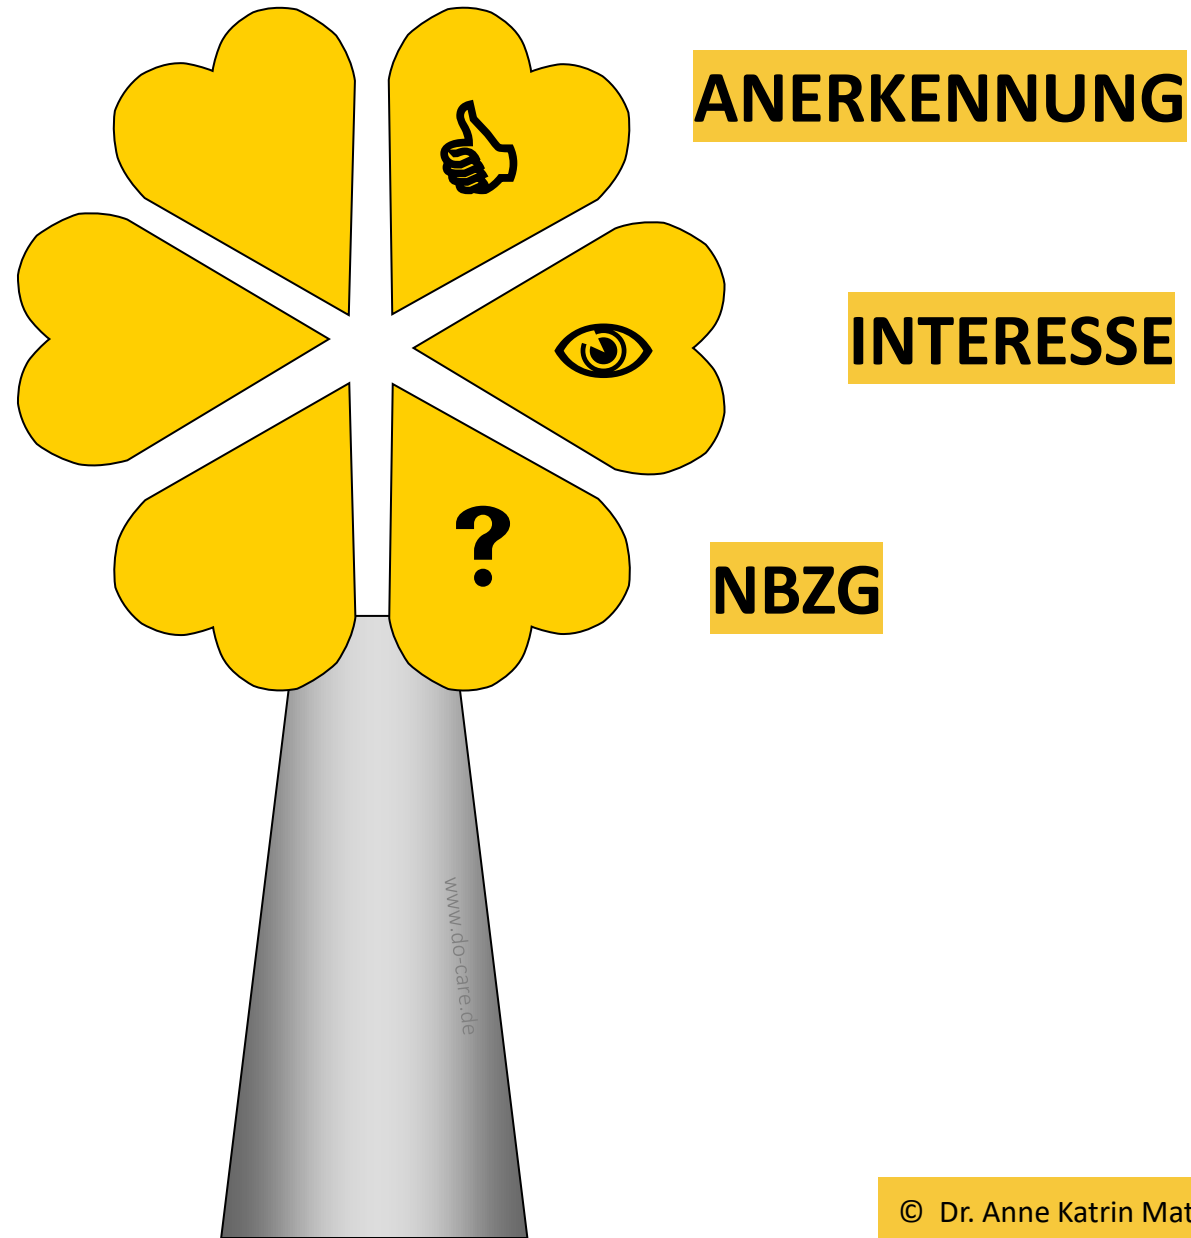 ANERKENNUNG
INTERESSE
?
NBZG
www.do-care.de
© Dr. Anne Katrin Mat